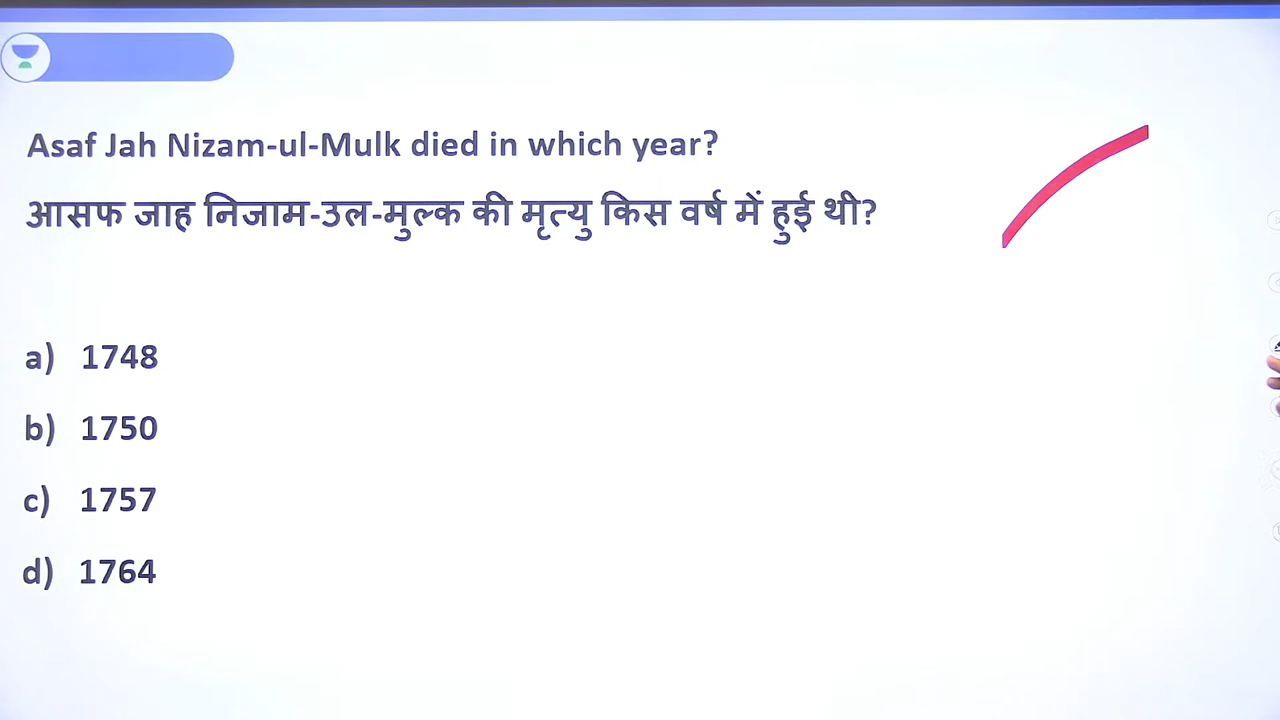 Asaf Jah Nizam-ul-Mulk died in which year?
आसफ जाह निजाम-उल-मुल्क की मृत्यु किस वर्ष में हुई थी?
a) 1748
b) 1750
c) 1757
d) 1764